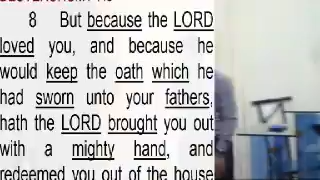 8 But because the LORD
loved you, and because he
would keep the oath which he
had sworn unto your fathers,
hath the LORD brought you out
with a mighty hand, and
redeemed you out of the house